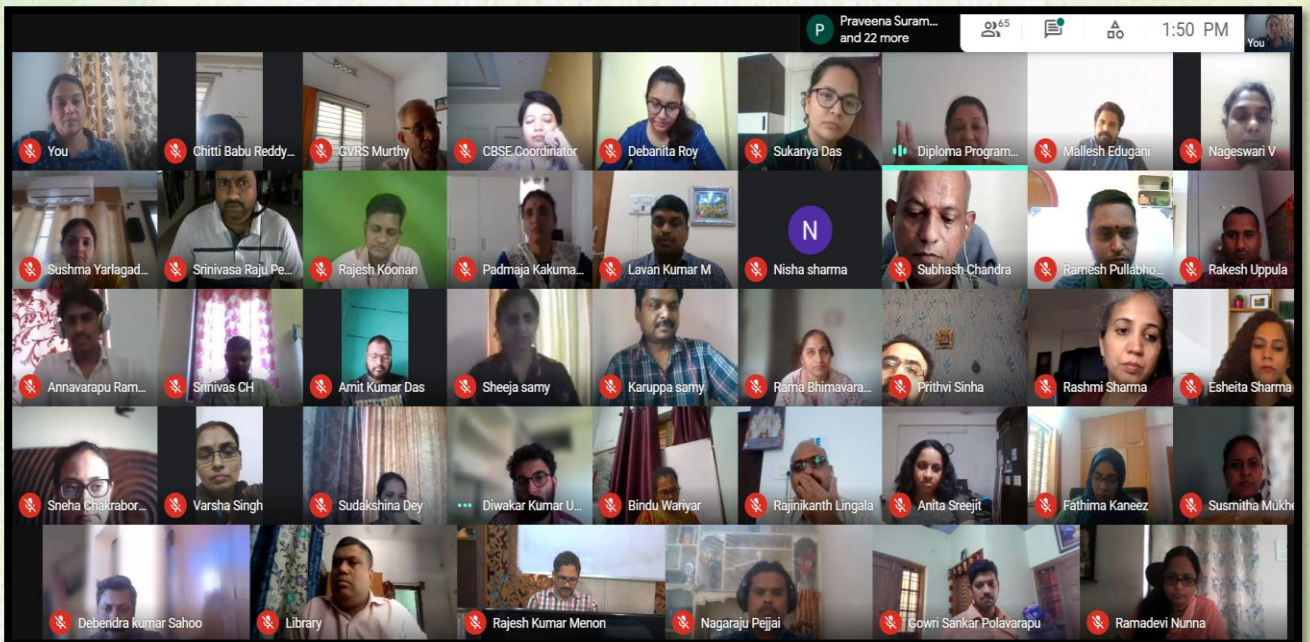 P
Praveena Suram...
and 22 more
65
1:50 PM
You
You
Chitti Babu Reddy...
GVRS Murthy
CBSE Coordinator
Debanita Roy
Sukanya Das
Diploma Program...
Mallesh Edugani
Nageswari V
Sushma Yarlagad...
Srinivasa Raju Pe...
Rajesh Koonan
Padmaja Kakuma...
Lavan Kumar M
N
Nisha sharma
Subhash Chandra
Ramesh Pullabho...
Rakesh Uppula
Annavarapu Ram...
Srinivas CH
Amit Kumar Das
Sheeja samy
Karuppa samy
Rama Bhimavara...
Prithvi Sinha
Rashmi Sharma
Esheita Sharma
Sneha Chakrabor...
Varsha Singh
Sudakshina Dey
Diwakar Kumar U...
Bindu Wariyar
Rajinikanth Lingala
Anita Sreejit
Fathima Kaneez
Susmitha Mukhe
Debendra kumar Sahoo
Library
Rajesh Kumar Menon
Nagaraju Pejjai
Gowri Sankar Polavarapu
Ramadevi Nunna